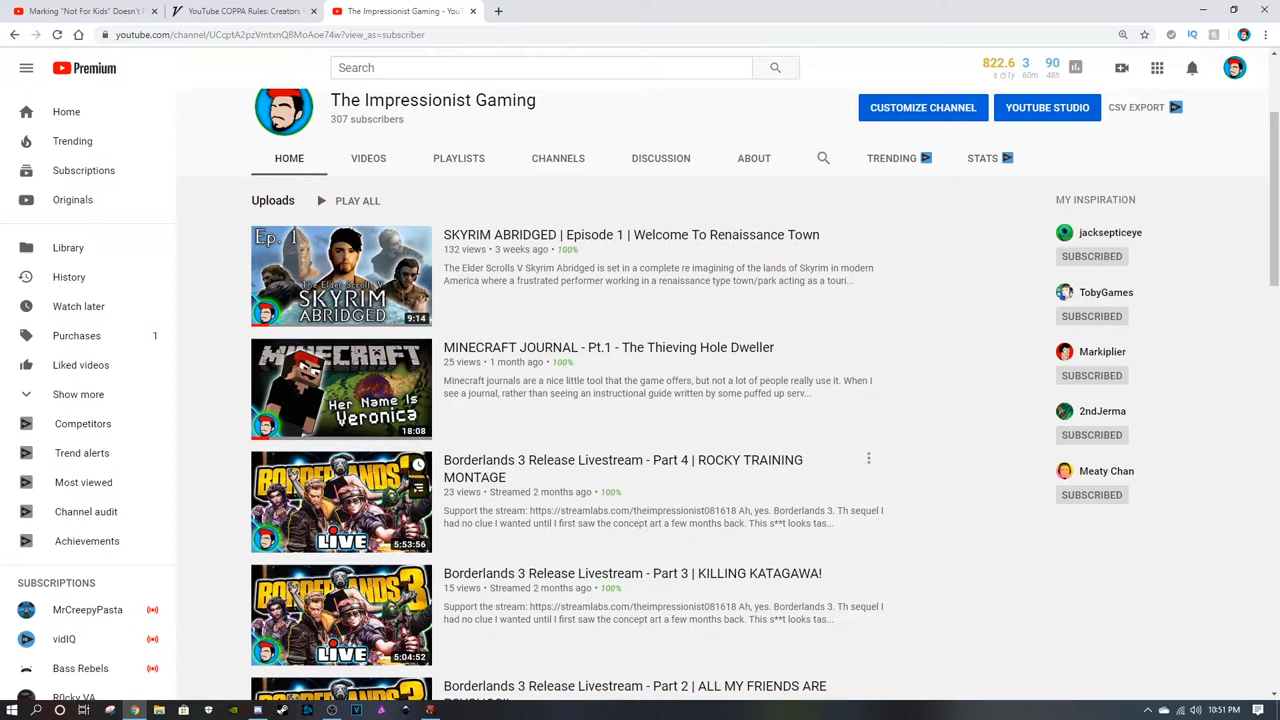 Marking "Not For Kids" Doesn't
YouTube COPPA Rules: Creators
The Impressionist Gaming - YouT
youtube.com/channel/UCcptA2pzVmtxnQBMoAoe74w?view_as=subscriber
Premium
Search
822.6 3 90
1y 60m 48h
The Impressionist Gaming
307 subscribers
CUSTOMIZE CHANNEL
YOUTUBE STUDIO
CSV EXPORT
HOME
VIDEOS
PLAYLISTS
CHANNELS
DISCUSSION
ABOUT
TRENDING
STATS
Home
Trending
Subscriptions
Originals
Library
History
Watch later
Purchases 1
Liked videos
Show more
Competitors
Trend alerts
Most viewed
Channel audit
Achievements
SUBSCRIPTIONS
MrCreepyPasta
vidIQ
Bass Rebels
R0cky VA
Uploads
PLAY ALL
Ep. 1
The Elder Scrolls V
SKYRIM
ABRIDGED
9:14
SKYRIM ABRIDGED | Episode 1 | Welcome To Renaissance Town
132 views • 3 weeks ago • 100%
The Elder Scrolls V Skyrim Abridged is set in a complete re imagining of the lands of Skyrim in modern
America where a frustrated performer working in a renaissance type town/park acting as a touri...
MINECRAFT
Her Name Is
Veronica
18:08
MINECRAFT JOURNAL - Pt.1 - The Thieving Hole Dweller
25 views • 1 month ago • 100%
Minecraft journals are a nice little tool that the game offers, but not a lot of people really use it. When I
see a journal, rather than seeing an instructional guide written by some puffed up serv...
BORDERLANDS 3
LIVE
5:53:56
Borderlands 3 Release Livestream - Part 4 | ROCKY TRAINING
MONTAGE
23 views • Streamed 2 months ago • 100%
Support the stream: https://streamlabs.com/theimpressionist081618 Ah, yes. Borderlands 3. Th sequel I
had no clue I wanted until I first saw the concept art a few months back. This s**t looks tas...
BORDERLANDS 3
LIVE
5:04:52
Borderlands 3 Release Livestream - Part 3 | KILLING KATAGAWA!
15 views • Streamed 2 months ago • 100%
Support the stream: https://streamlabs.com/theimpressionist081618 Ah, yes. Borderlands 3. Th sequel I
had no clue I wanted until I first saw the concept art a few months back. This s**t looks tas...
Borderlands 3 Release Livestream - Part 2 | ALL MY FRIENDS ARE
MY INSPIRATION
jacksepticeye
SUBSCRIBED
TobyGames
SUBSCRIBED
Markiplier
SUBSCRIBED
2ndJerma
SUBSCRIBED
Meaty Chan
SUBSCRIBED
10:51 PM